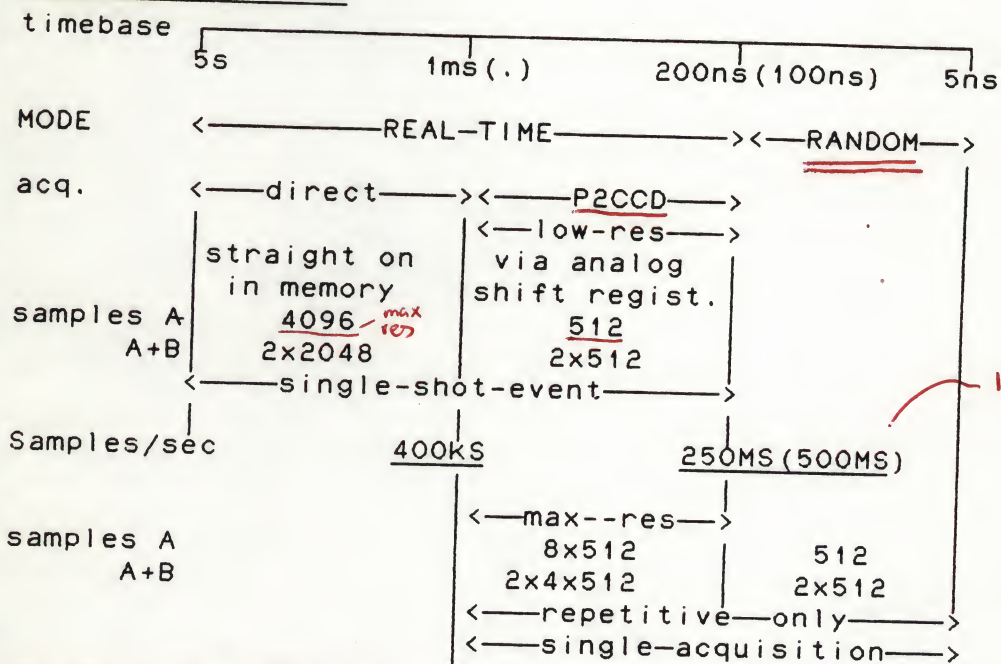 timebase
5s 1ms(.) 200ns(100ns) 5ns
MODE <——REAL-TIME——><—RANDOM—>
acq. <—direct—><—P2CCD—>
<—low-res—>
straight on via analog
in memory shift regist.
samples A 4096 max res 512
A+B 2x2048 2x512
<——single-shot-event——>
Samples/sec 400KS 250MS(500MS)
<—max--res—>
samples A 8x512 512
A+B 2x4x512 2x512
<——repetitive—only——>
<——single-acquisition——>